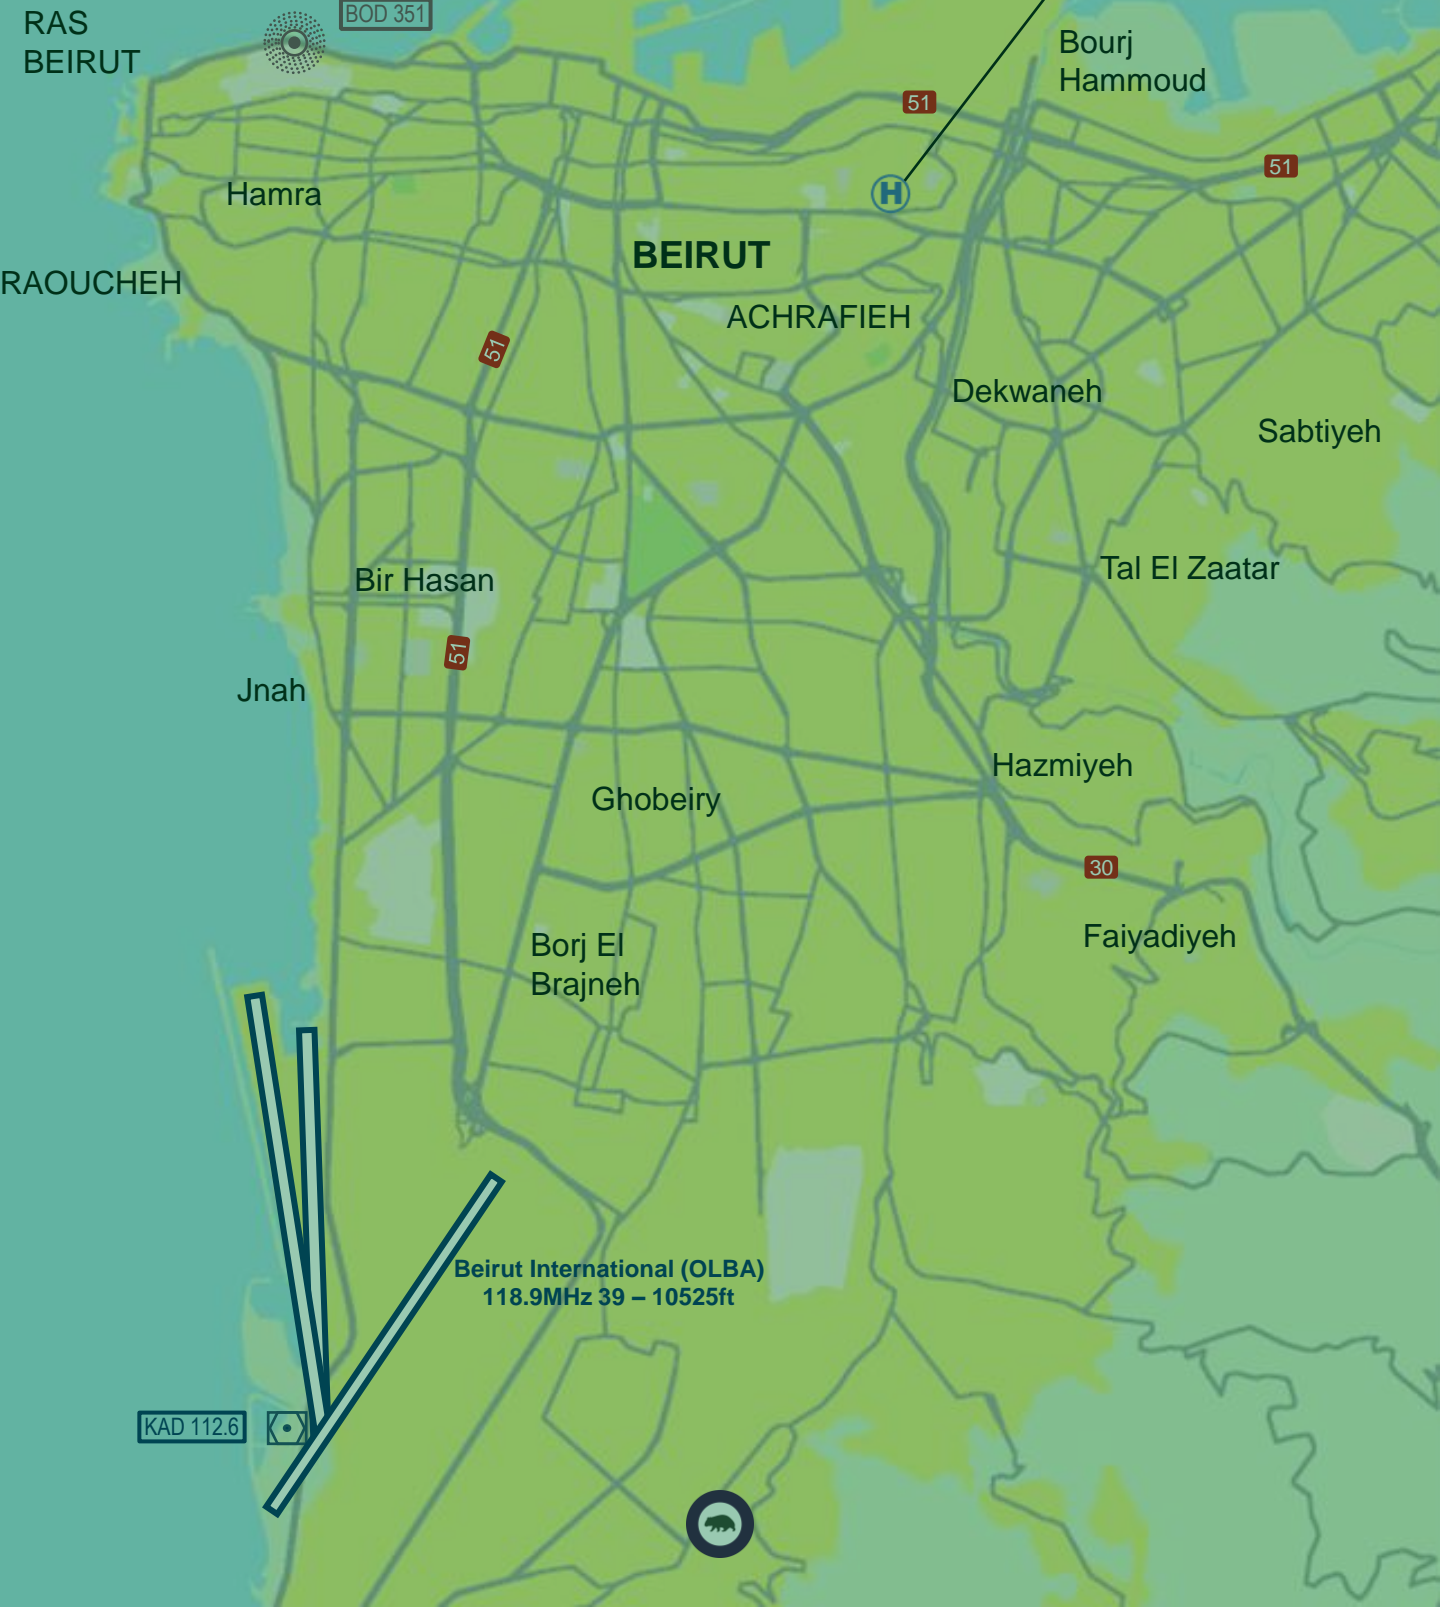 RAS
BEIRUT
BOD 351
Bourj
Hammoud
51
51
Hamra
H
BEIRUT
RAOUCHEH
ACHRAFIEH
51
Dekwaneh
Sabtiyeh
Bir Hasan
Tal El Zaatar
51
Jnah
Hazmiyeh
Ghobeiry
30
Borj El
Brajneh
Faiyadiyeh
Beirut International (OLBA)
118.9MHz 39 – 10525ft
KAD 112.6